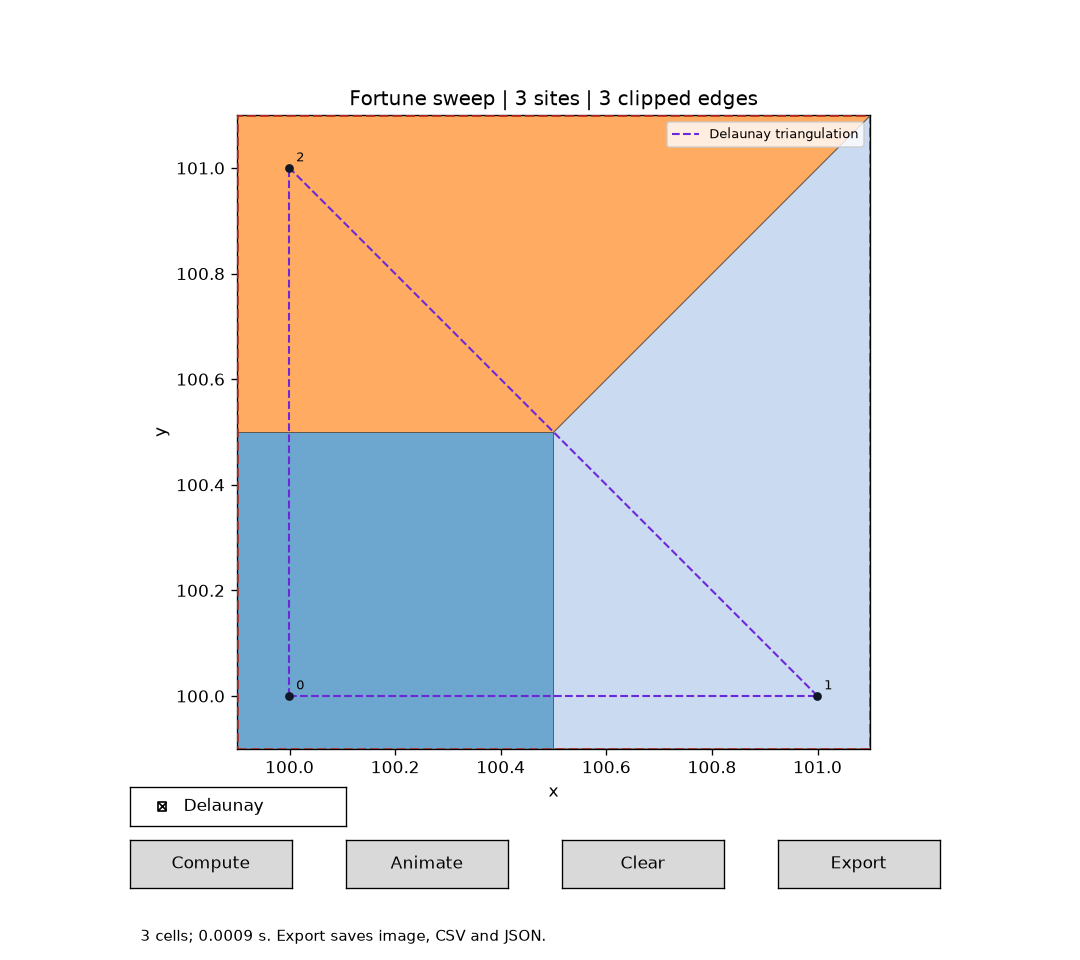 Fortune sweep | 3 sites | 3 clipped edges
Delaunay triangulation
2
101.0
100.8
100.6
y
100.4
100.2
0
1
100.0
100.0 100.2 100.4 100.6 100.8 101.0
x
Delaunay
Compute Animate Clear Export
3 cells; 0.0009 s. Export saves image, CSV and JSON.